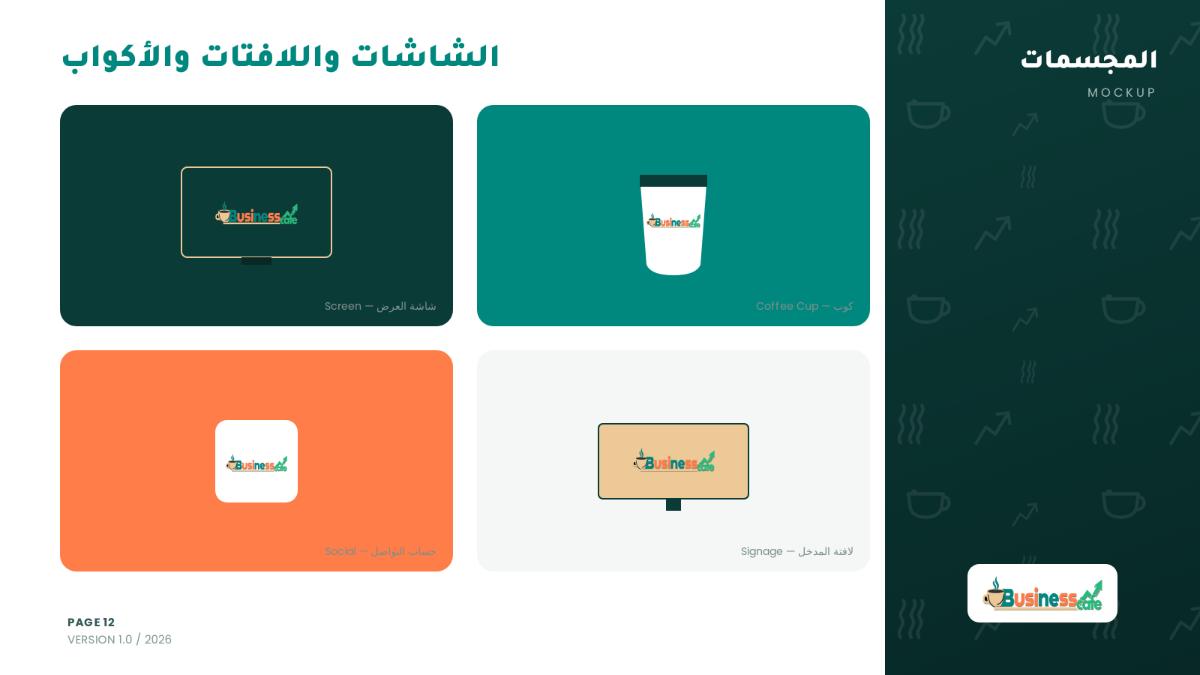 المجسمات
MOCKUP
الشاشات واللافتات والأكواب
Business cafe
شاشة العرض — Screen
Business cafe
كوب — Coffee Cup
Business cafe
حساب التواصل — Social
Business cafe
لافتة المدخل — Signage
Business cafe
PAGE 12
VERSION 1.0 / 2026